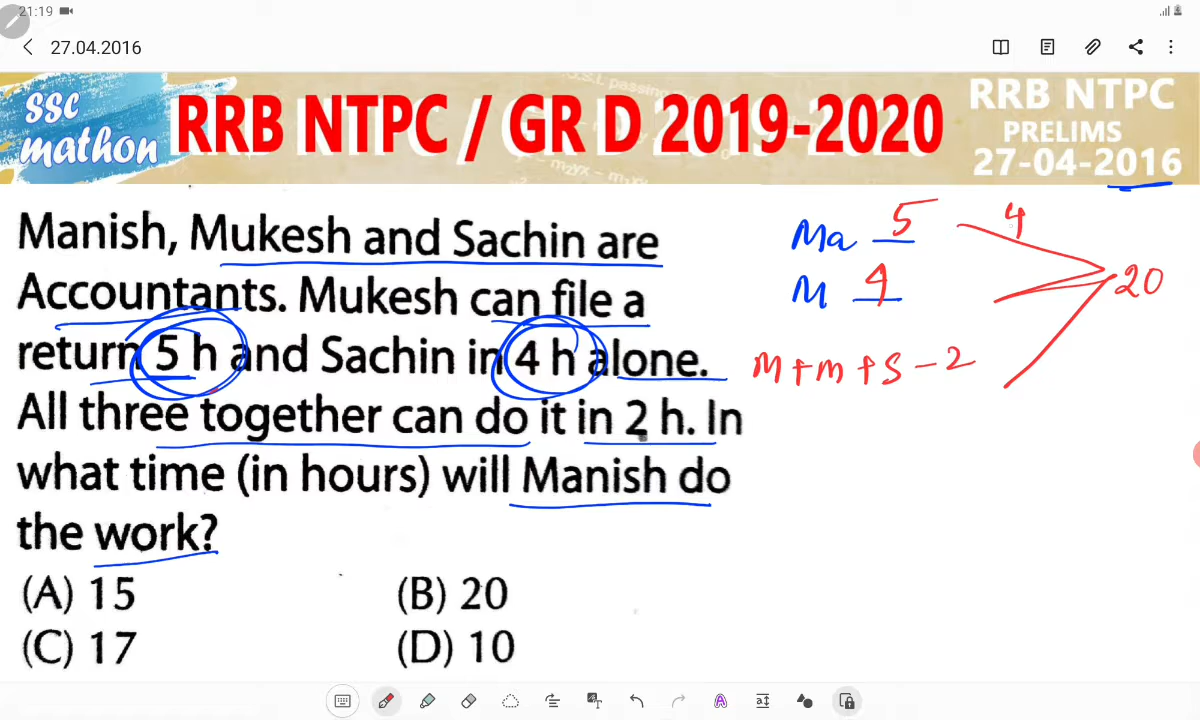 21:19
27.04.2016
SSC
mathon
RRB NTPC / GR D 2019-2020
RRB NTPC
PRELIMS
27-04-2016
Manish, Mukesh and Sachin are
Accountants. Mukesh can file a
return 5 h and Sachin in 4 h alone.
All three together can do it in 2 h. In
what time (in hours) will Manish do
the work?
(A) 15 (B) 20
(C) 17 (D) 10
Ma 5 4
M 4 20
M+m+S-2